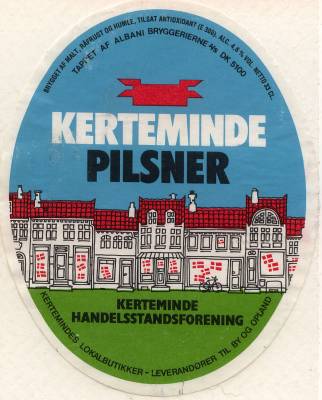 BRYGGET AF MALT, RÅFRUGT OG HUMLE, TILSAT ANTIOXIDANT (E 300). ALC. 4,6 % VOL. NETTO 33 CL.
TAPPET AF ALBANI BRYGGERIERNE A/S DK 5100
KERTEMINDE
PILSNER
KERTEMINDE
HANDELSSTANDSFORENING
KERTEMINDES LOKALBUTIKKER - LEVERANDØRER TIL BY OG OPLAND